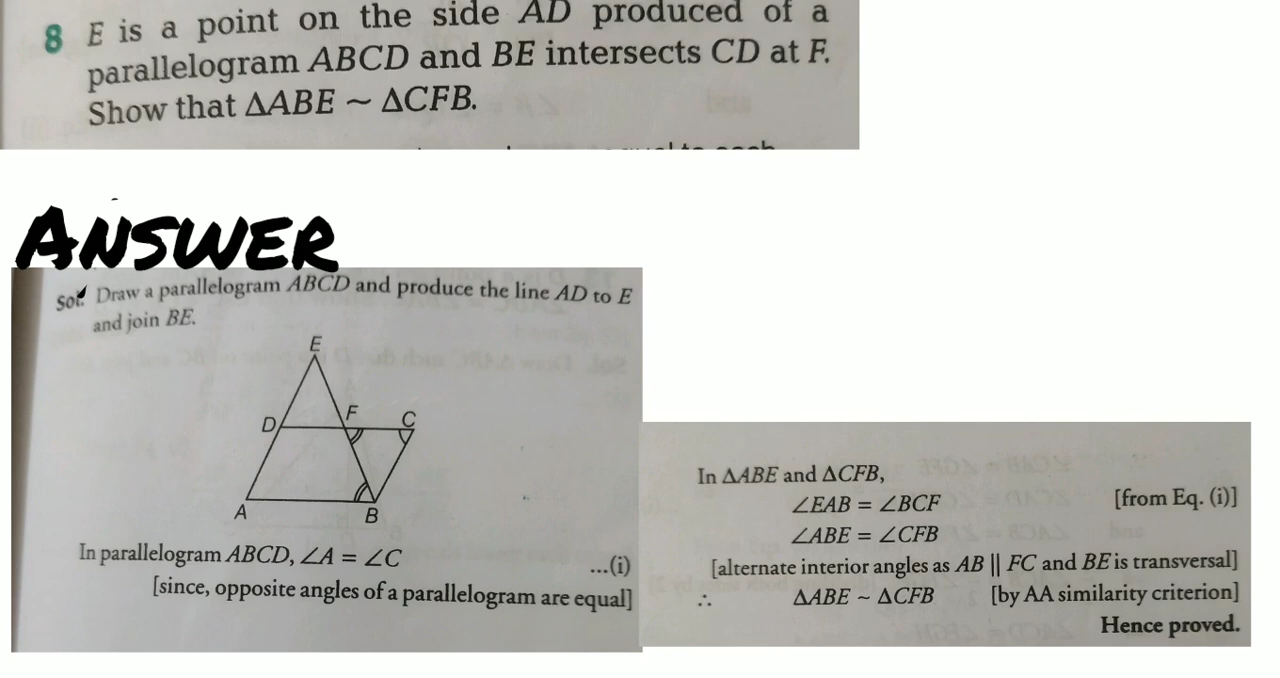 8 E is a point on the side AD produced of a
parallelogram ABCD and BE intersects CD at F.
Show that ΔABE ~ ΔCFB.
ANSWER
Sol. Draw a parallelogram ABCD and produce the line AD to E
and join BE.
E
D F C
A B
In parallelogram ABCD, ∠A = ∠C ...(i)
[since, opposite angles of a parallelogram are equal]
In ΔABE and ΔCFB,
∠EAB = ∠BCF [from Eq. (i)]
∠ABE = ∠CFB
[alternate interior angles as AB || FC and BE is transversal]
∴ ΔABE ~ ΔCFB [by AA similarity criterion]
Hence proved.